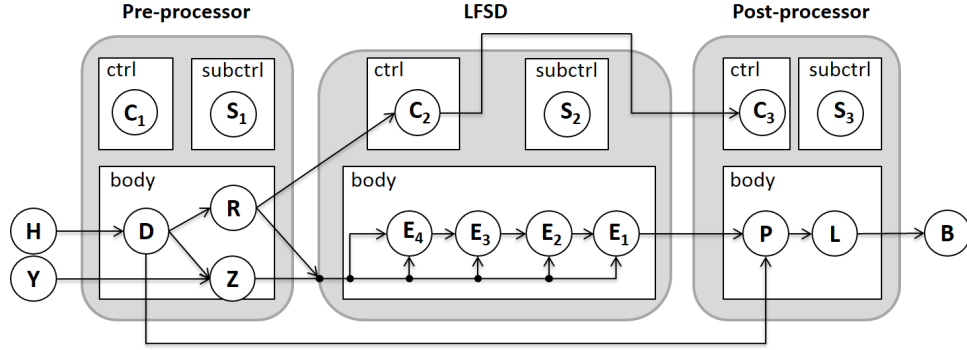 Pre-processor LFSD Post-processor
ctrl subctrl ctrl subctrl ctrl subctrl
C1 S1 C2 S2 C3 S3
body body body
R
H D E4 E3 E2 E1 P L B
Y Z